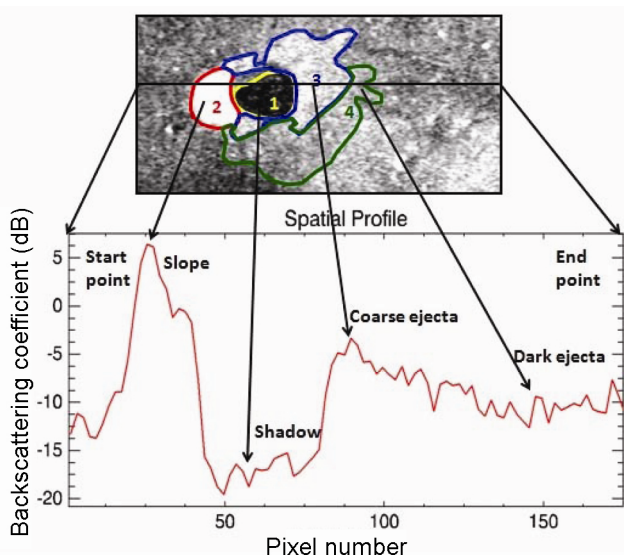 3
2
1
4
Spatial Profile
Backscattering coefficient (dB)
5
0
-5
-10
-15
-20
Start
point
Slope
End
point
Coarse ejecta
Dark ejecta
Shadow
50
100
150
Pixel number